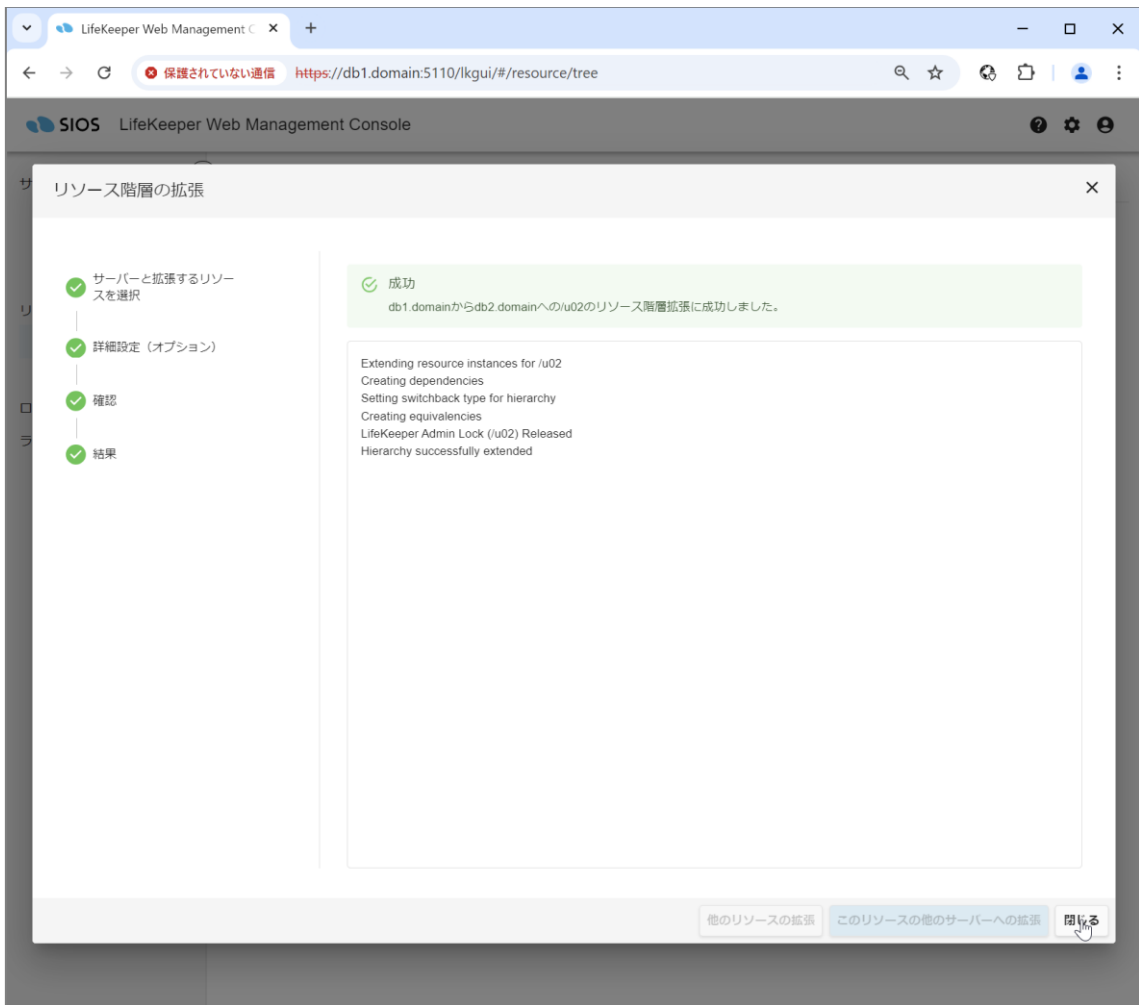 LifeKeeper Web Management C
保護されていない通信 https://db1.domain:5110/lkgui/#/resource/tree
SIOS LifeKeeper Web Management Console
サ
リソース階層の拡張
サーバーと拡張するリソー
スを選択
成功
db1.domainからdb2.domainへの/u02のリソース階層拡張に成功しました。
リ
詳細設定（オプション）
Extending resource instances for /u02
Creating dependencies
Setting switchback type for hierarchy
Creating equivalencies
LifeKeeper Admin Lock (/u02) Released
Hierarchy successfully extended
確認
ロ
ラ
結果
他のリソースの拡張 このリソースの他のサーバーへの拡張 閉じる